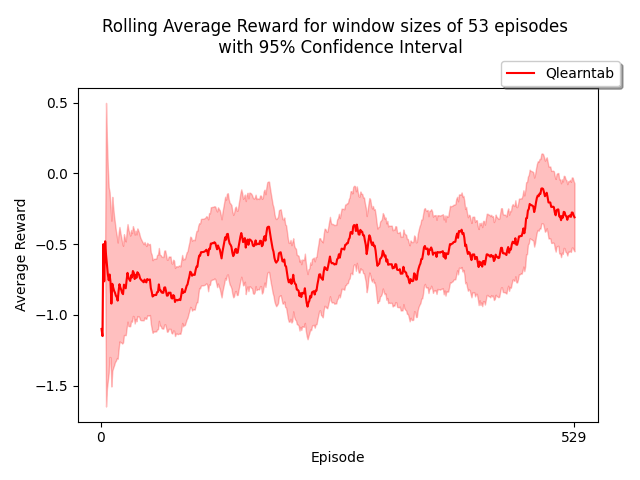 Rolling Average Reward for window sizes of 53 episodes
with 95% Confidence Interval
Qlearntab
0.5
0.0
−0.5
−1.0
−1.5
Average Reward
0
529
Episode